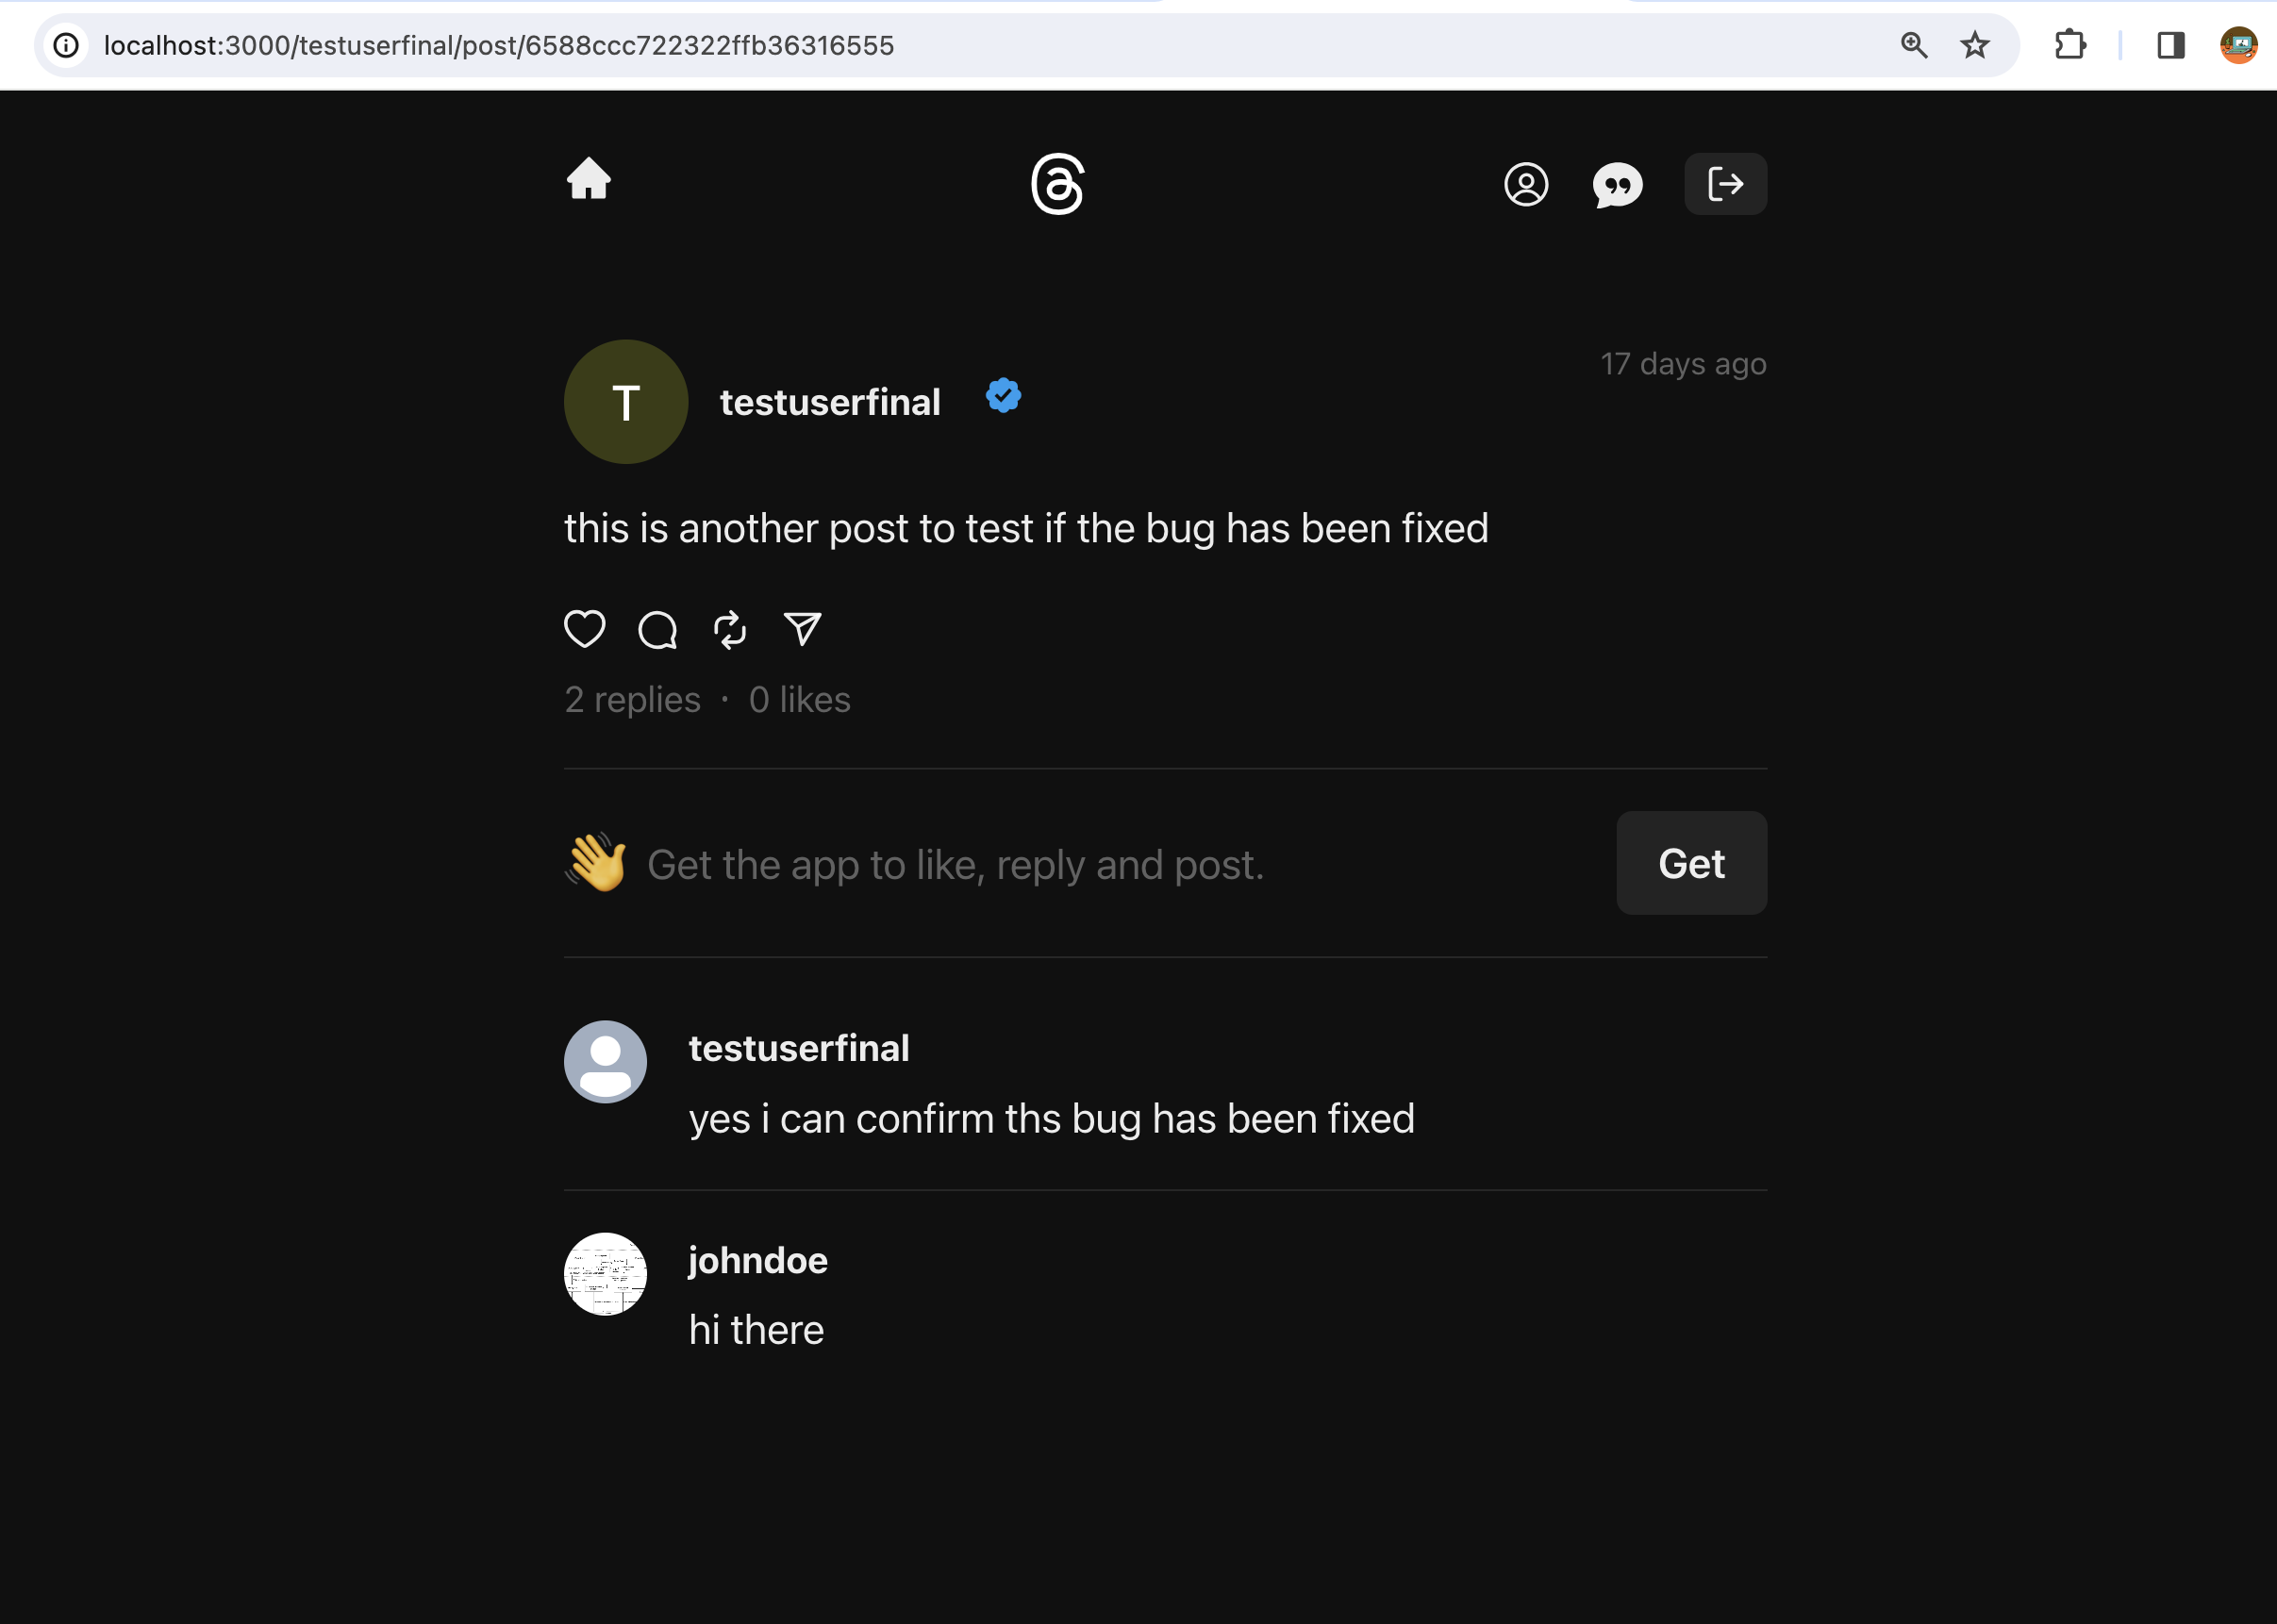 localhost:3000/testuserfinal/post/6588ccc722322ffb36316555
T
testuserfinal
17 days ago
this is another post to test if the bug has been fixed
2 replies · 0 likes
👋 Get the app to like, reply and post.
Get
testuserfinal
yes i can confirm ths bug has been fixed
johndoe
hi there